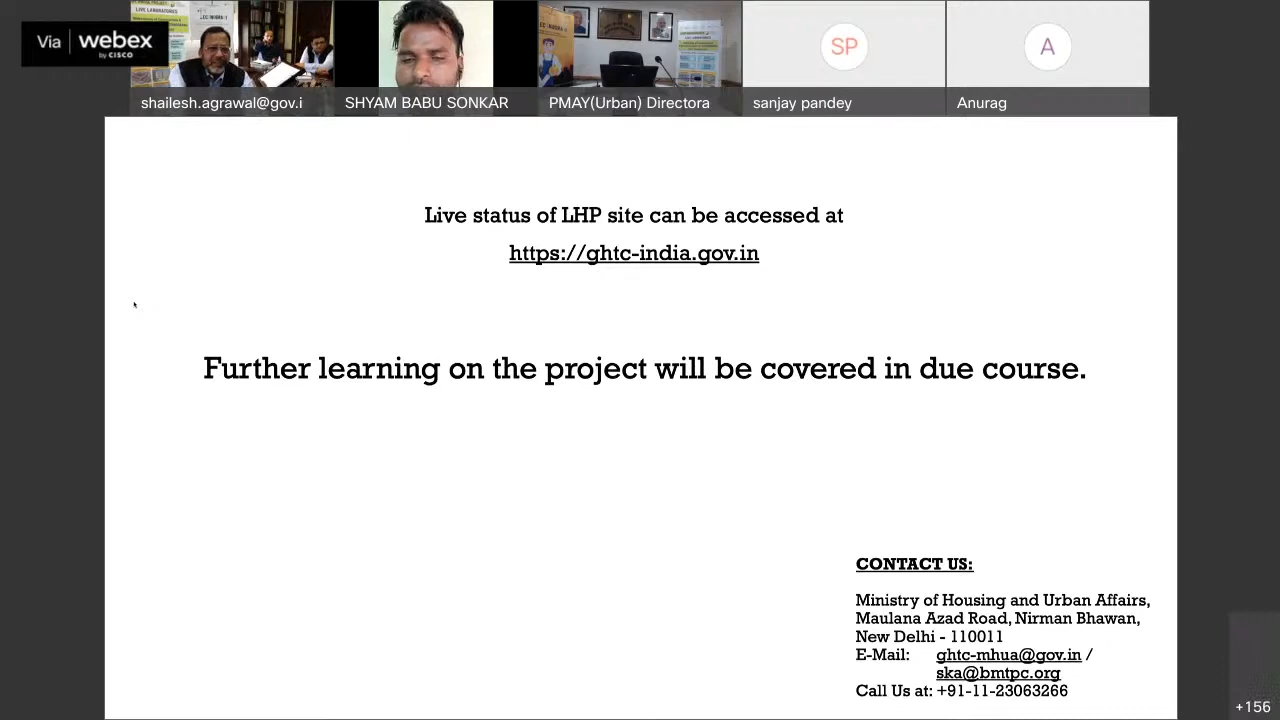 Via webex
by CISCO
LIVE LABORATORIES
shailesh.agrawal@gov.i
SHYAM BABU SONKAR
PMAY(Urban) Directora
SP
sanjay pandey
A
Anurag
Live status of LHP site can be accessed at
https://ghtc-india.gov.in
Further learning on the project will be covered in due course.
CONTACT US:
Ministry of Housing and Urban Affairs,
Maulana Azad Road, Nirman Bhawan,
New Delhi - 110011
E-Mail: ghtc-mhua@gov.in /
ska@bmtpc.org
Call Us at: +91-11-23063266
+156